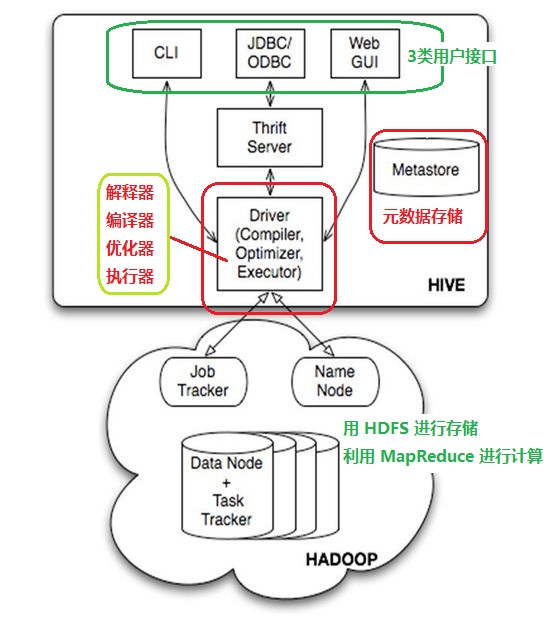 CLI
JDBC/
ODBC
Web
GUI
3类用户接口
Thrift
Server
Metastore
元数据存储
解释器
编译器
优化器
执行器
Driver
(Compiler,
Optimizer,
Executor)
HIVE
Job
Tracker
Name
Node
用 HDFS 进行存储
利用 MapReduce 进行计算
Data Node
+
Task
Tracker
HADOOP